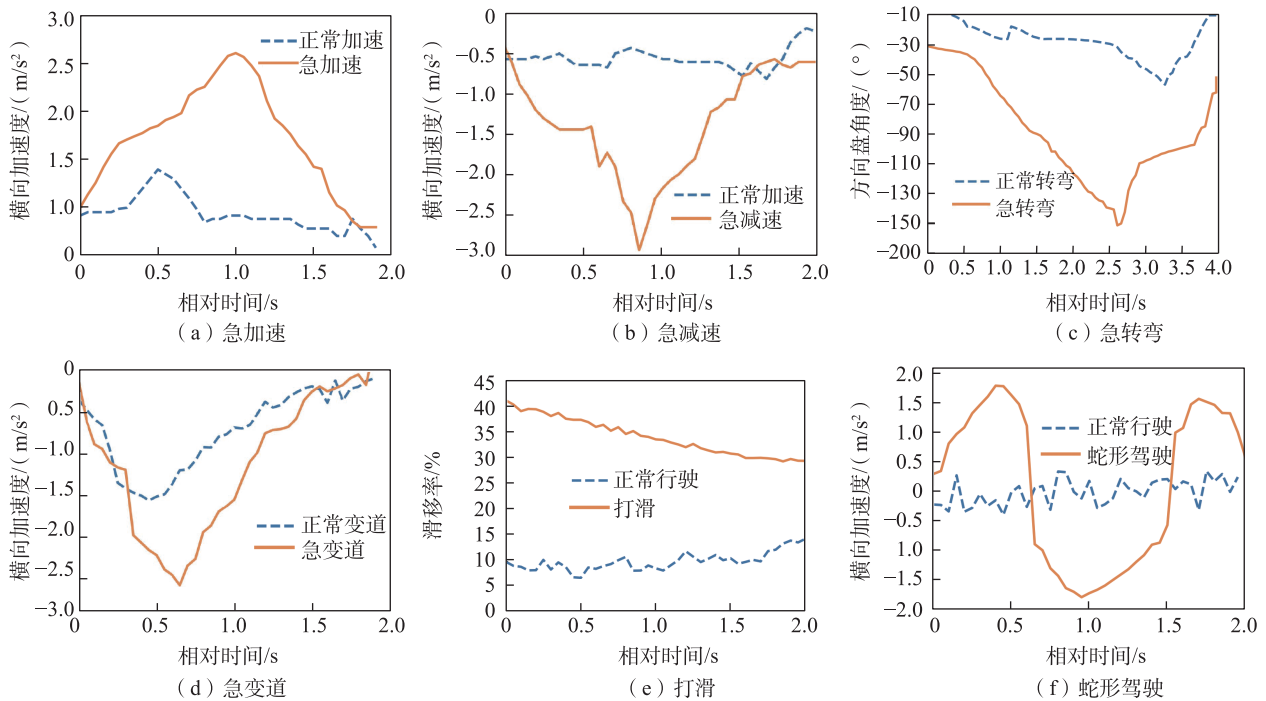 3.0
2.5
2.0
1.5
1.0
0
横向加速度/(m/s²)
正常加速
急加速
0 0.5 1.0 1.5 2.0
相对时间/s
(a)急加速
0
−0.5
−1.0
−1.5
−2.0
−2.5
−3.0
横向加速度/(m/s²)
正常加速
急减速
0 0.5 1.0 1.5 2.0
相对时间/s
(b)急减速
−10
−30
−50
−70
−90
−110
−130
−150
−200
方向盘角度/(°)
正常转弯
急转弯
0 0.5 1.0 1.5 2.0 2.5 3.0 3.5 4.0
相对时间/s
(c)急转弯
0
0.5
−1.0
−1.5
−2.0
−2.5
−3.0
横向加速度/(m/s²)
正常变道
急变道
0 0.5 1.0 1.5 2.0
相对时间/s
(d)急变道
45
40
35
30
25
20
15
10
5
0
滑移率/%
正常行驶
打滑
0 0.5 1.0 1.5 2.0
相对时间/s
(e)打滑
2.0
1.5
1.0
0.5
0
−0.5
−1.0
−1.5
−2.0
横向加速度/(m/s²)
正常行驶
蛇形驾驶
0 0.5 1.0 1.5 2.0
相对时间/s
(f)蛇形驾驶